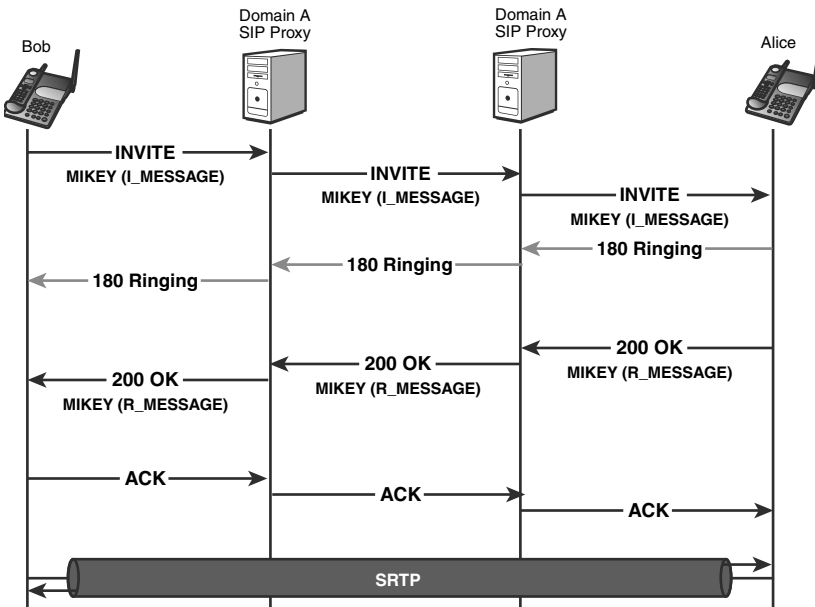 Bob
Domain A
SIP Proxy
Domain A
SIP Proxy
Alice
INVITE
MIKEY (I_MESSAGE)
INVITE
MIKEY (I_MESSAGE)
INVITE
MIKEY (I_MESSAGE)
180 Ringing
180 Ringing
180 Ringing
200 OK
MIKEY (R_MESSAGE)
200 OK
MIKEY (R_MESSAGE)
200 OK
MIKEY (R_MESSAGE)
ACK
ACK
ACK
SRTP